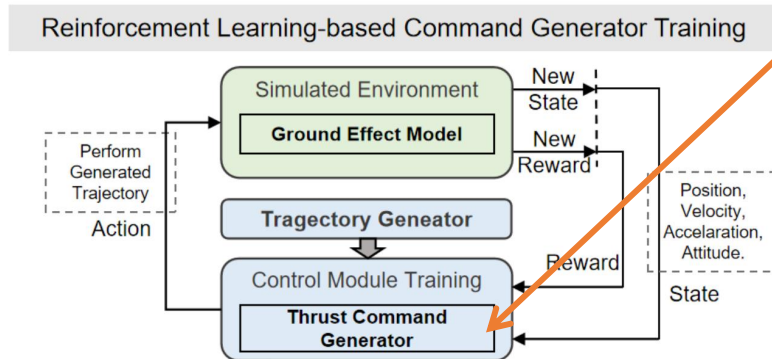 Reinforcement Learning-based Command Generator Training
Simulated Environment
Ground Effect Model
New
State
New
Reward
Perform
Generated
Trajectory
Action
Tragectory Geneator
Position,
Velocity,
Accelaration,
Attitude.
Control Module Training
Reward
State
Thrust Command
Generator